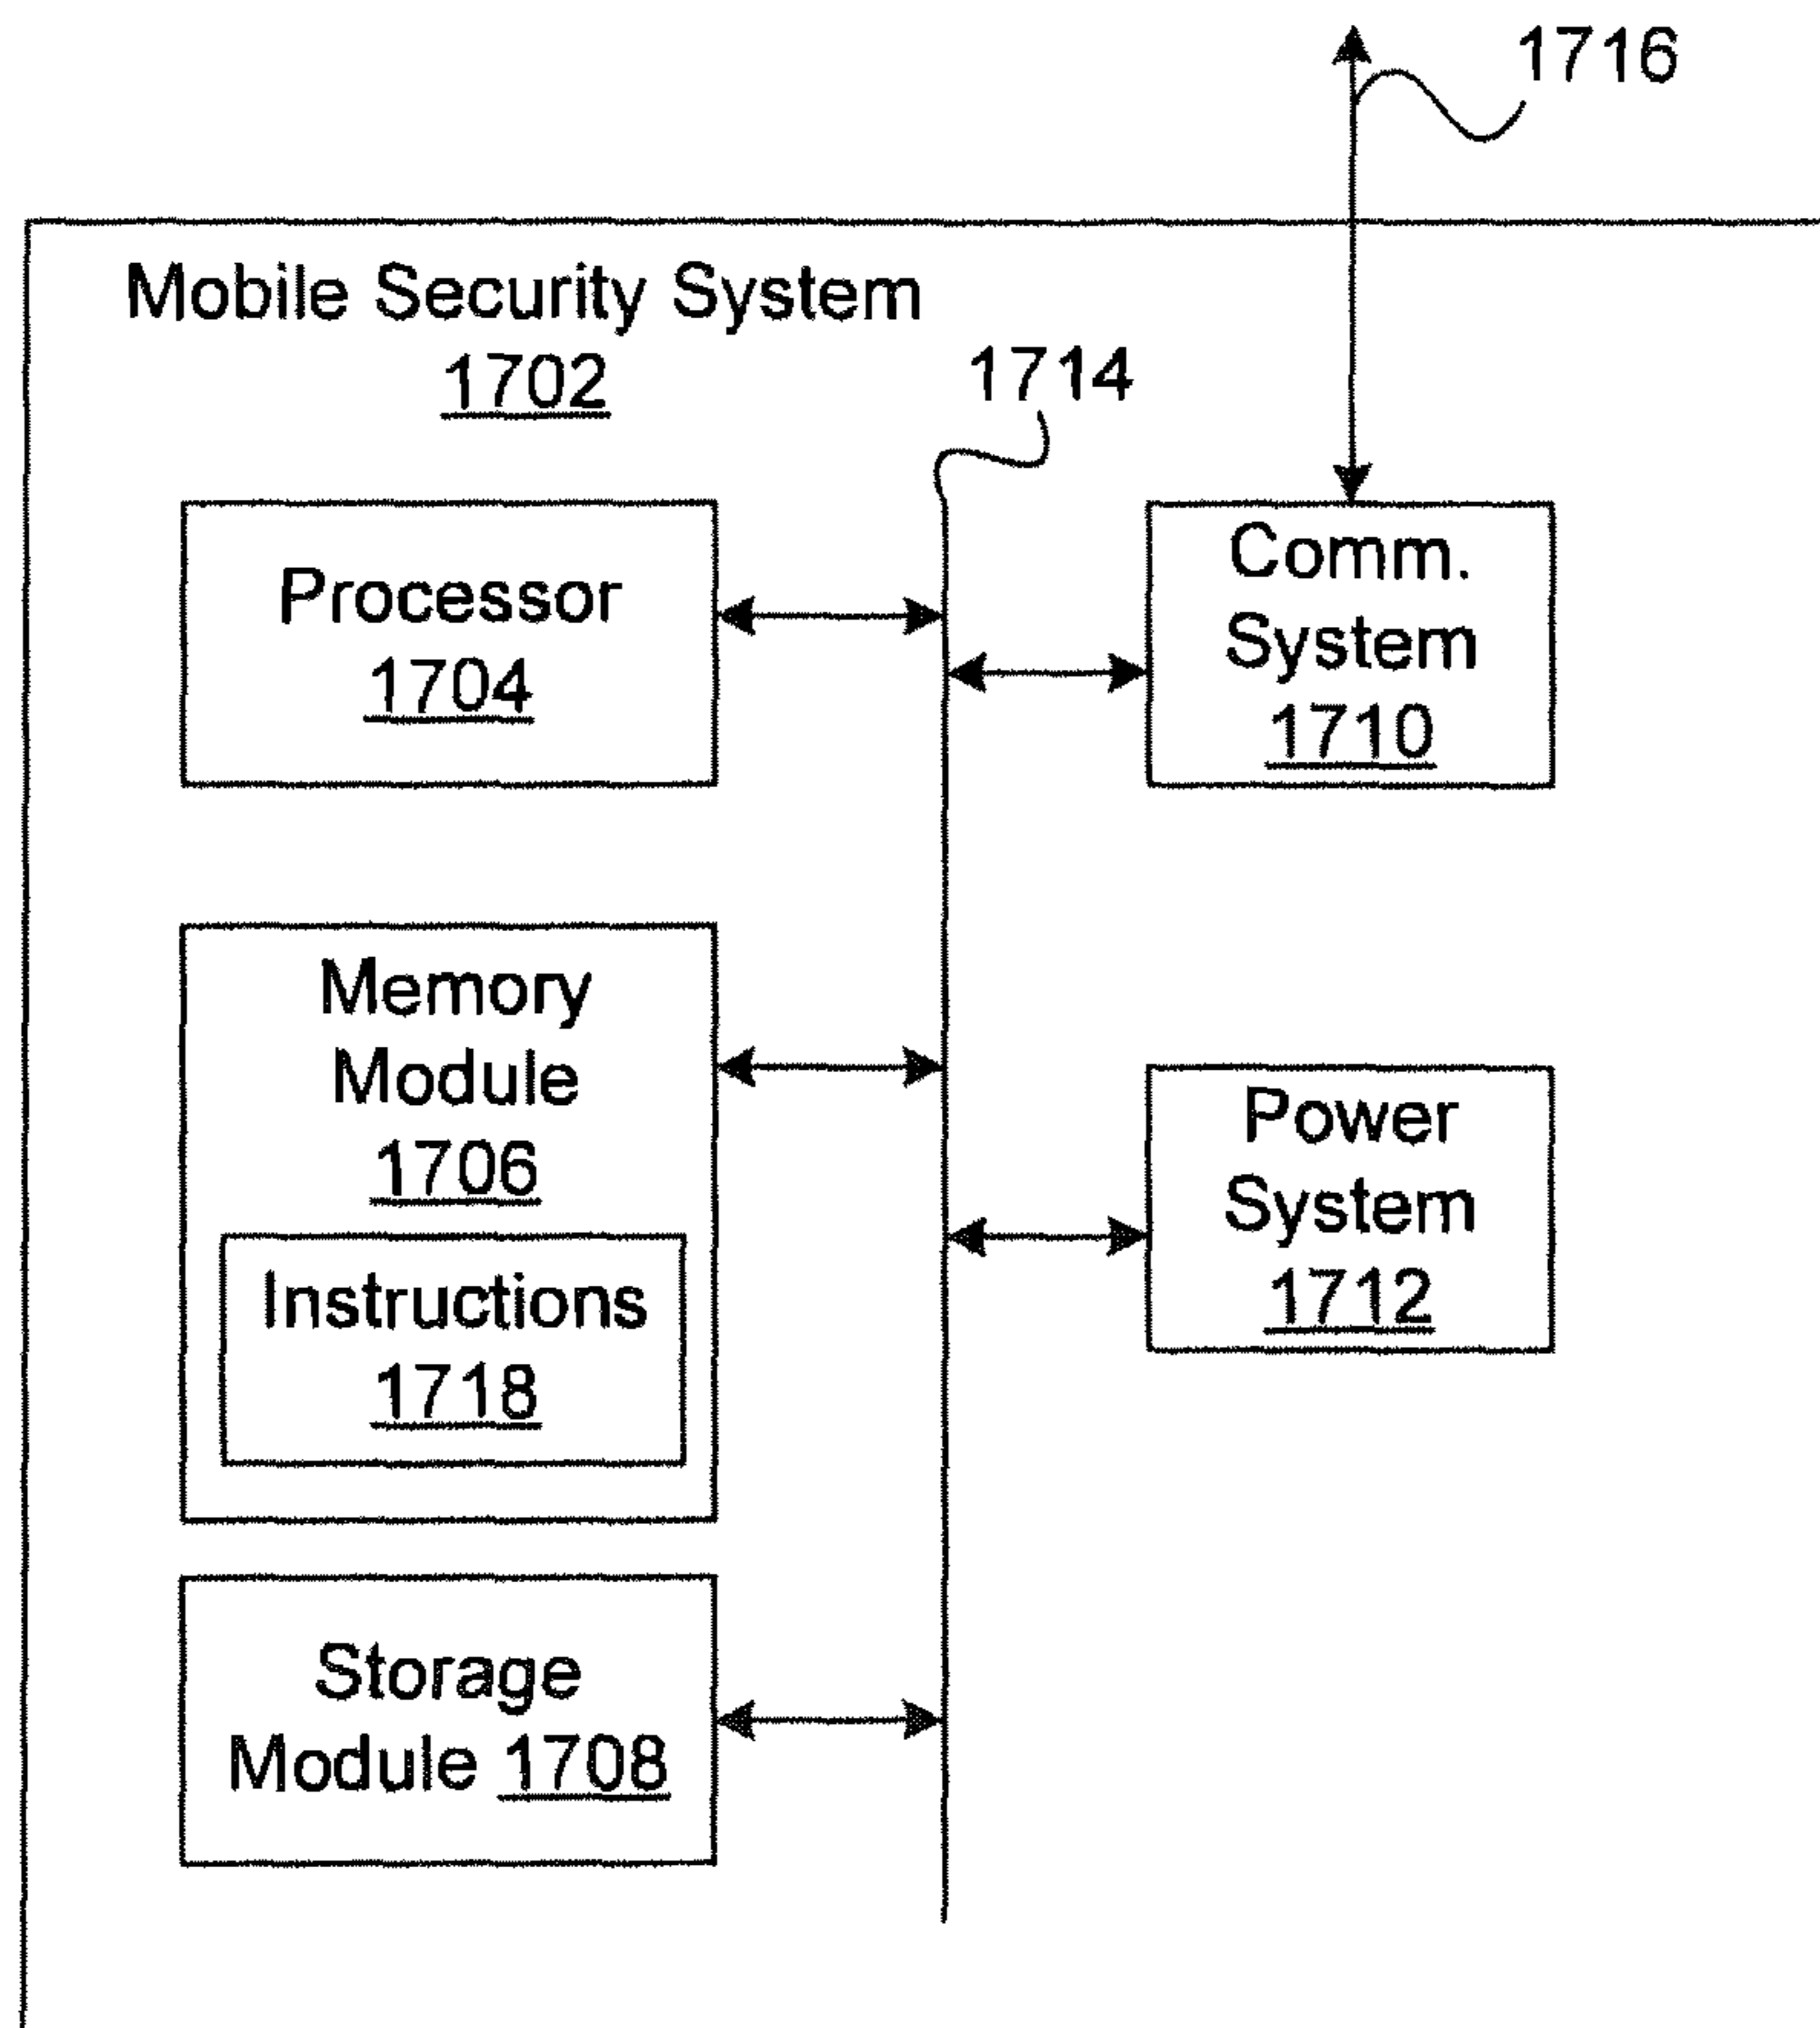 1716
Mobile Security System
1702
1714
Processor
1704
Comm.
System
1710
Memory
Module
1706
Instructions
1718
Power
System
1712
Storage
Module 1708